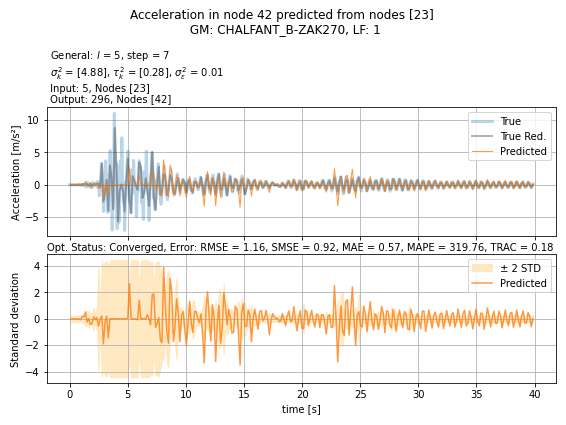 Acceleration in node 42 predicted from nodes [23]
GM: CHALFANT_B-ZAK270, LF: 1
General: l = 5, step = 7
σ²ₖ = [4.88], τ²ₖ = [0.28], σ²ε = 0.01
Input: 5, Nodes [23]
Output: 296, Nodes [42]
Acceleration [m/s²]
10
5
0
−5
True
True Red.
Predicted
Opt. Status: Converged, Error: RMSE = 1.16, SMSE = 0.92, MAE = 0.57, MAPE = 319.76, TRAC = 0.18
Standard deviation
4
2
0
−2
−4
± 2 STD
Predicted
0 5 10 15 20 25 30 35 40
time [s]